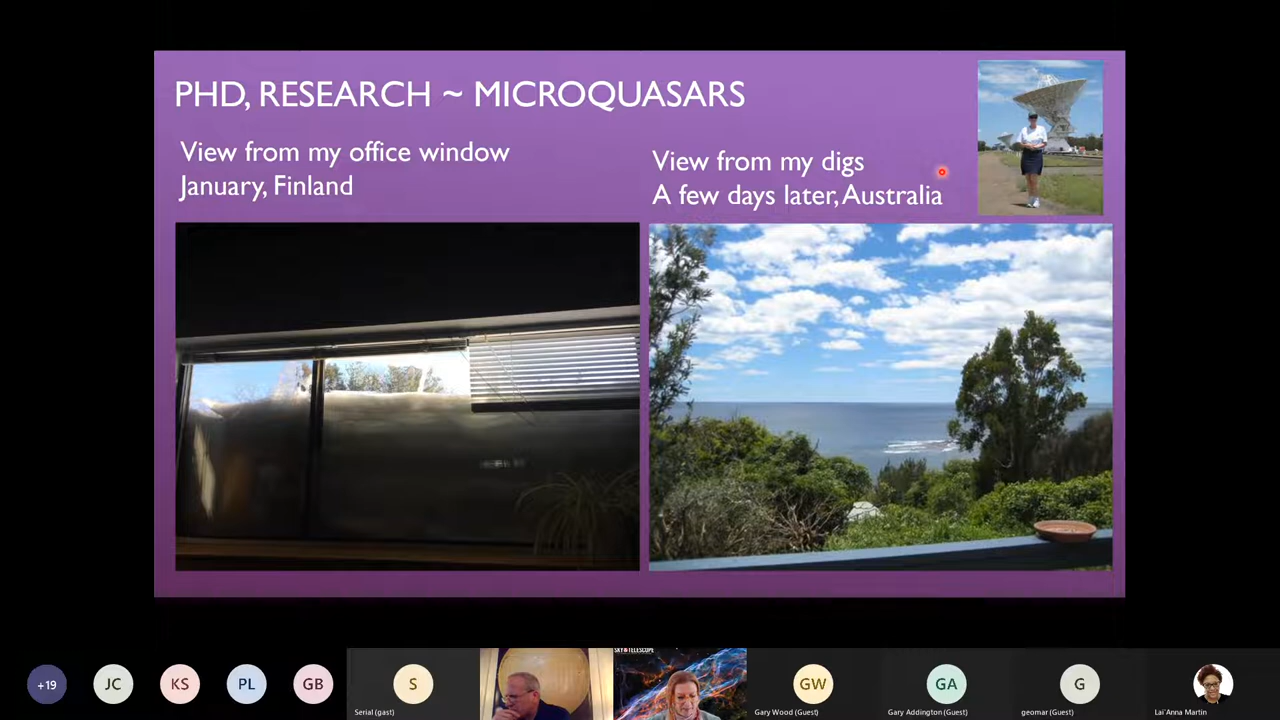 PHD, RESEARCH ~ MICROQUASARS
View from my office window
January, Finland
View from my digs
A few days later, Australia
+19
JC
KS
PL
GB
S
Serial (gast)
SKY & TELESCOPE
GW
Gary Wood (Guest)
GA
Gary Addington (Guest)
G
geomar (Guest)
Lai'Anna Martin